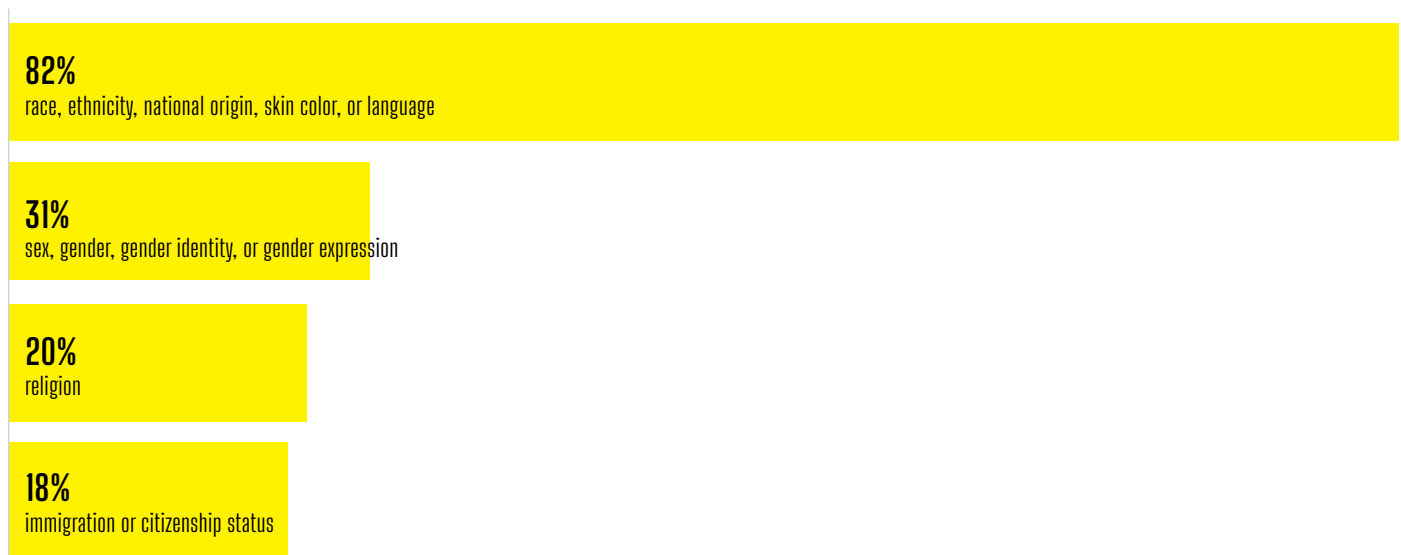 82%
race, ethnicity, national origin, skin color, or language
31%
sex, gender, gender identity, or gender expression
20%
religion
18%
immigration or citizenship status